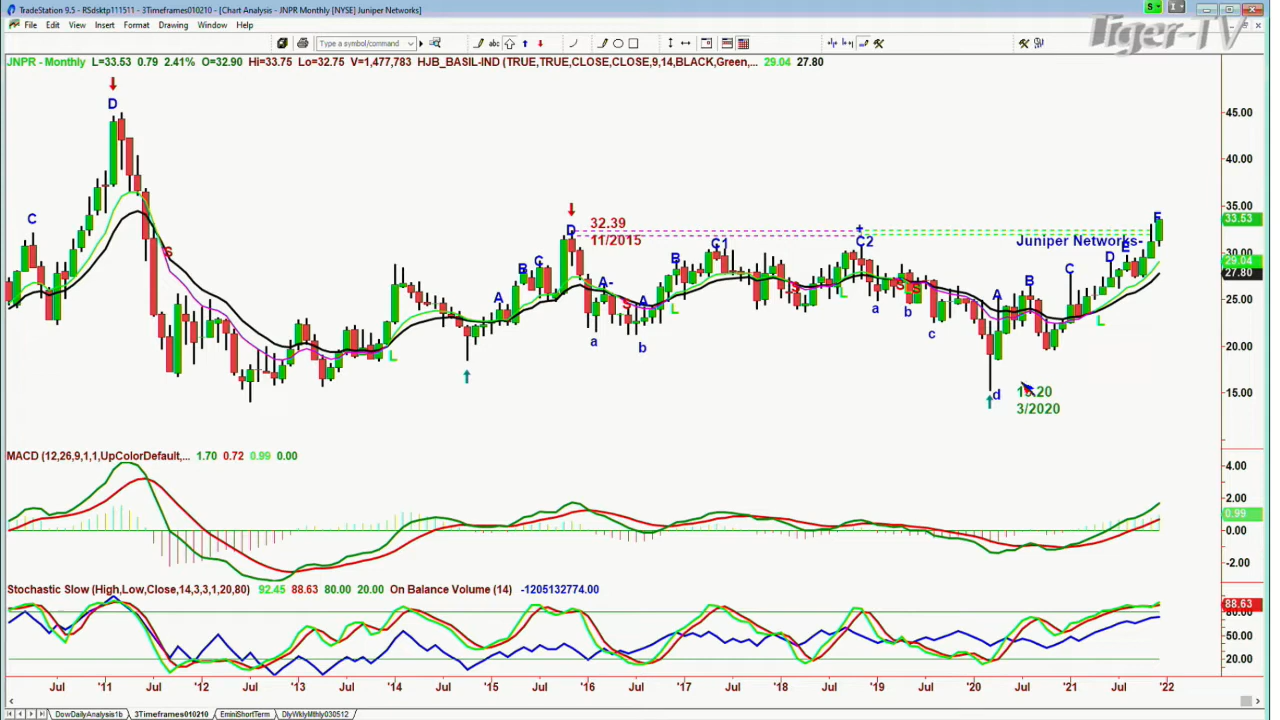 TradeStation 9.5 - RSdsktp111511 - 3Timeframes010210 - [Chart Analysis - JNPR Monthly [NYSE] Juniper Networks]
File Edit View Insert Format Drawing Window Help
Tiger-TV
Type a symbol/command
abc
JNPR - Monthly L=33.53 0.79 2.41% O=32.90 Hi=33.75 Lo=32.75 V=1,477,783 HJB_BASIL-IND (TRUE,TRUE,CLOSE,CLOSE,9,14,BLACK,Green,... 29.04 27.80
D
45.00
40.00
35.00
C
D 32.39
11/2015
+
C2
F
33.53
Juniper Networks-
E
S
B C
B
C1
D
30.00
29.04
27.80
A
A-
S
A
L
S
L
S S
A
B
C
25.00
L
a
b
a
b
c
L
20.00
d
3/2020
15.00
MACD (12,26,9,1,1,UpColorDefault,... 1.70 0.72 0.99 0.00
4.00
2.00
0.99
0.00
-2.00
Stochastic Slow (High,Low,Close,14,3,3,1,20,80) 92.45 88.63 80.00 20.00 On Balance Volume (14) -1205132774.00
88.63
80.00
50.00
20.00
Jul '11 Jul '12 Jul '13 Jul '14 Jul '15 Jul '16 Jul '17 Jul '18 Jul '19 Jul '20 Jul '21 Jul '22
DowDailyAnalysis1b 3Timeframes010210 EminiShortTerm DlyWklyMthly030512